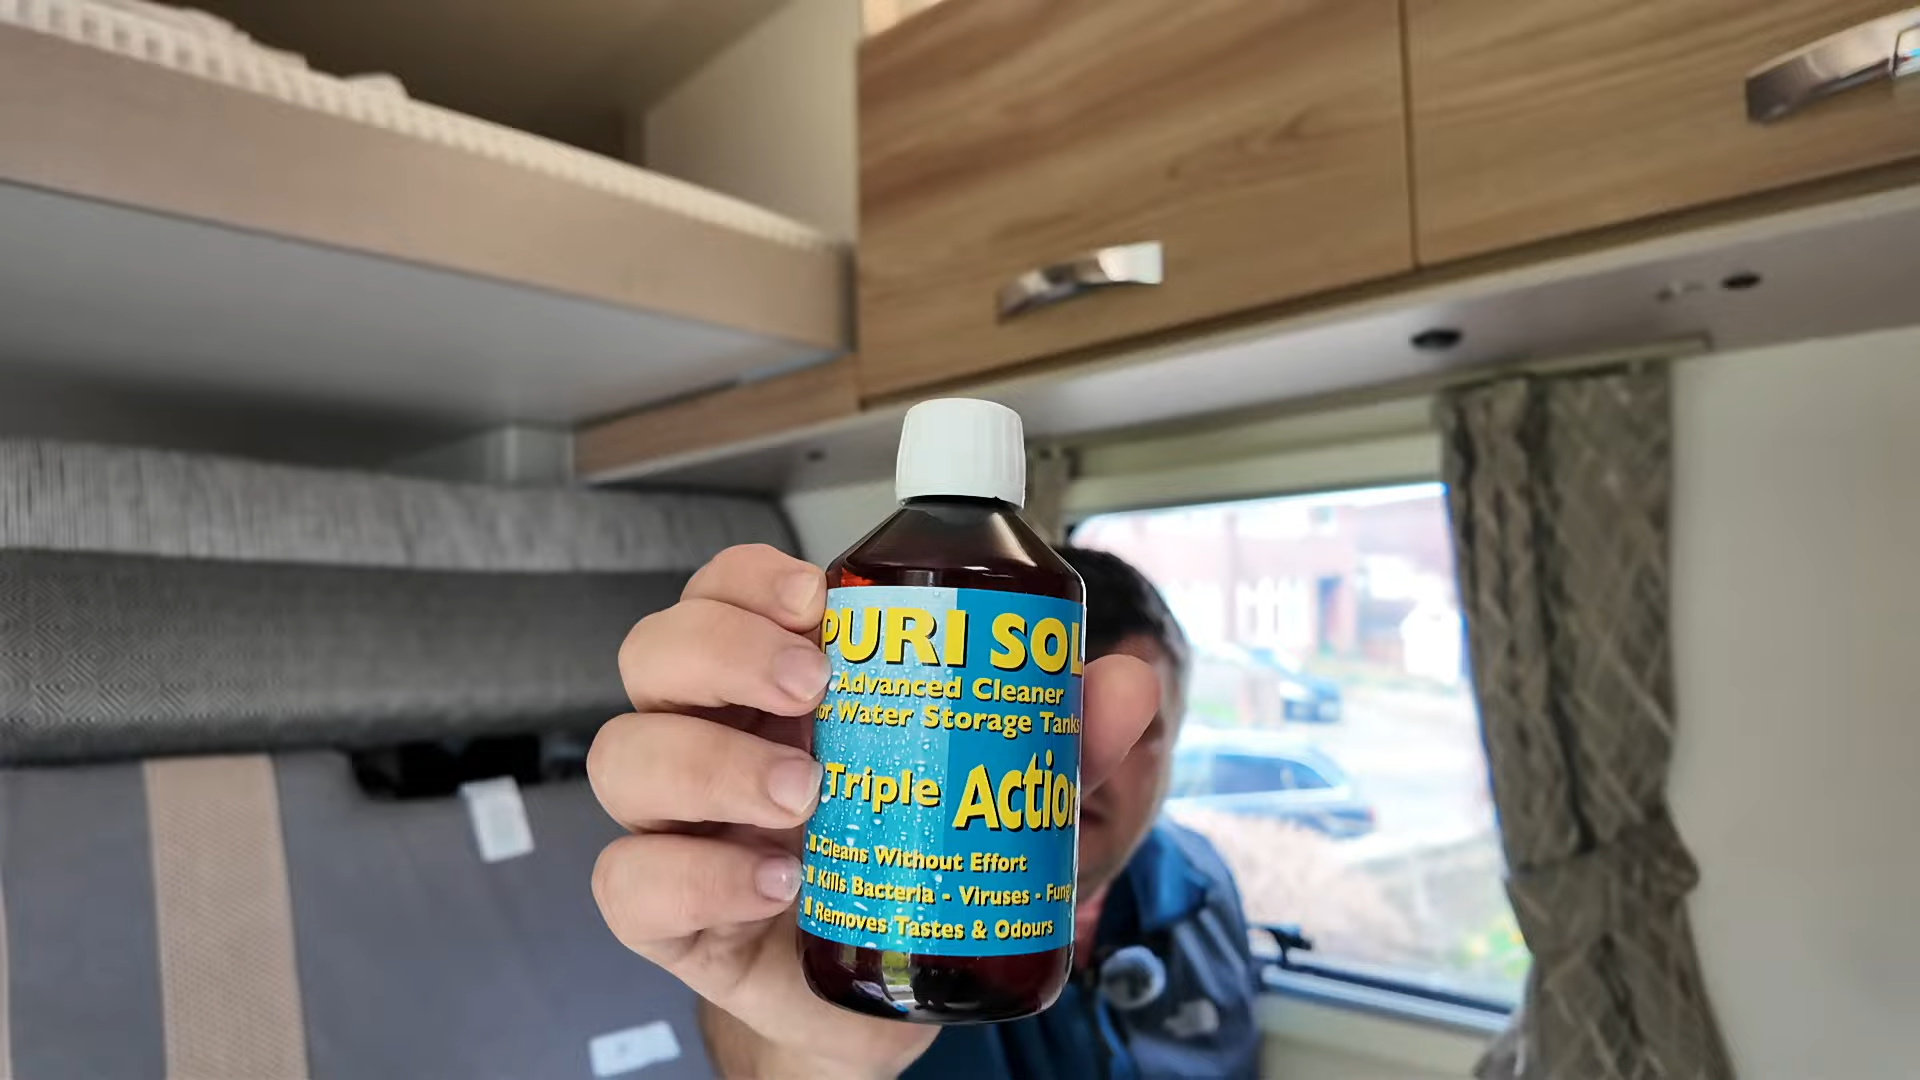 PURI SOL
Advanced Cleaner
for Water Storage Tanks
Triple Action
Cleans Without Effort
Kills Bacteria - Viruses - Fungi
Removes Tastes & Odours